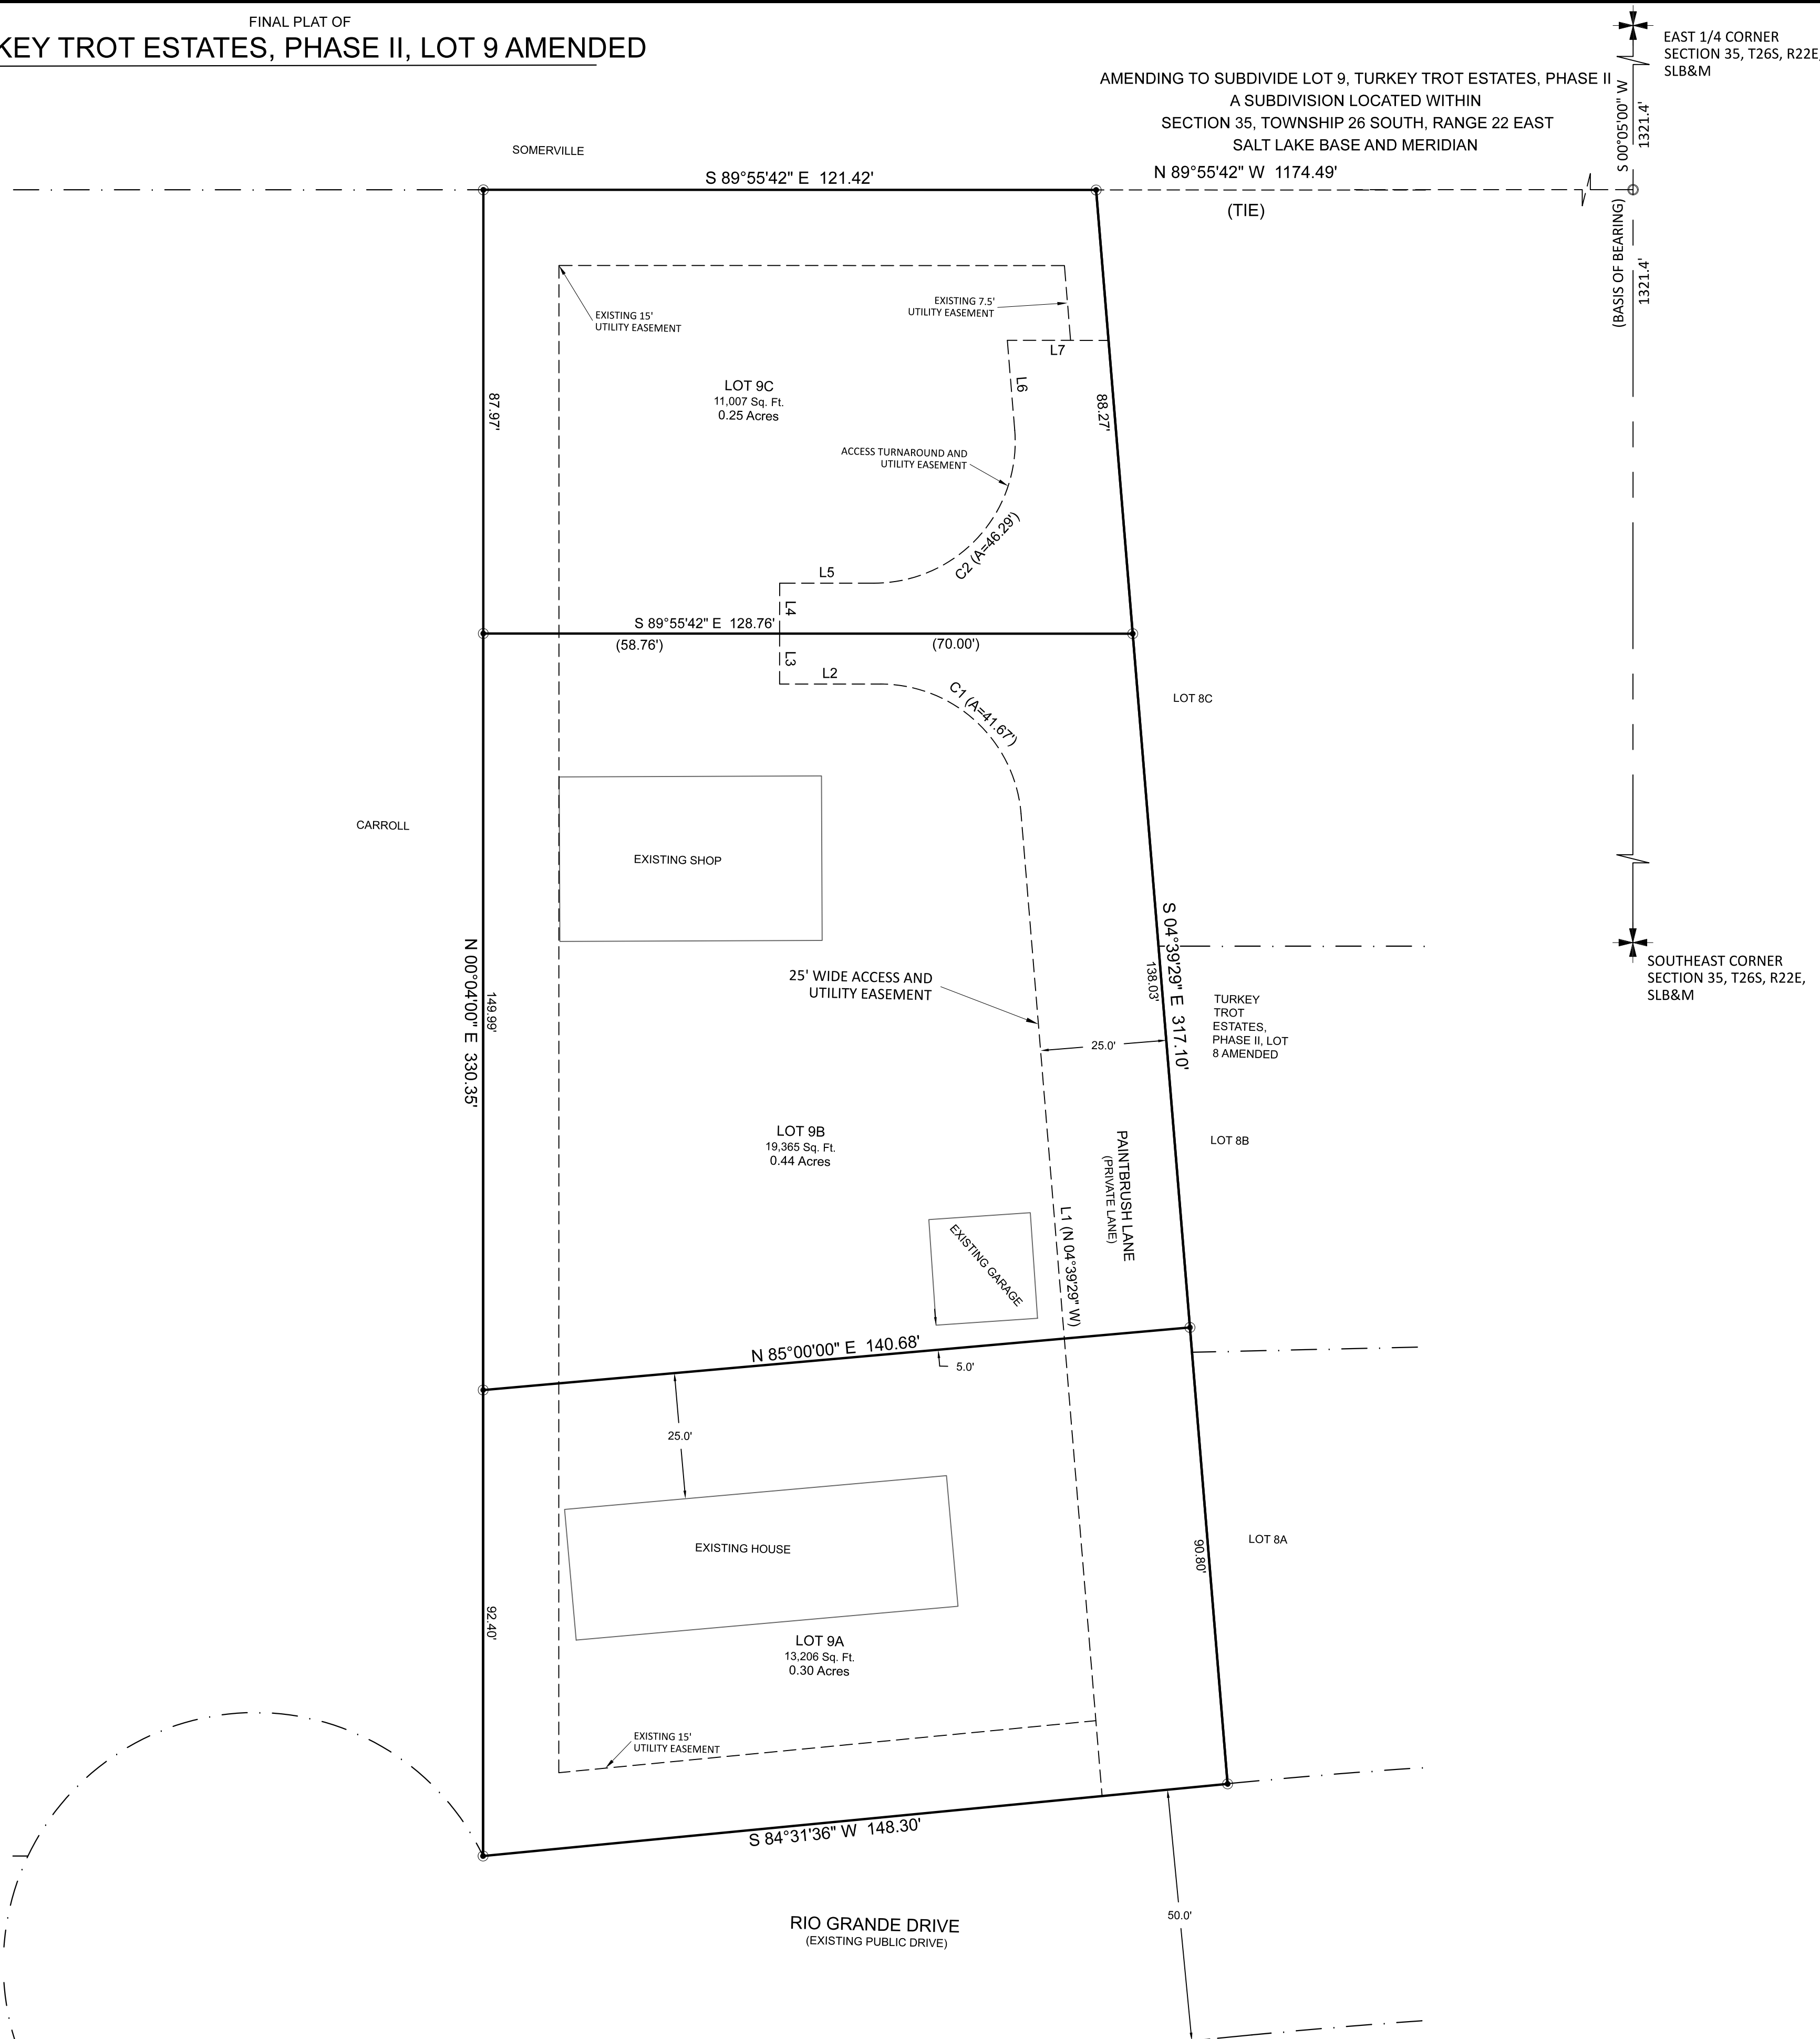 FINAL PLAT OF
KEY TROT ESTATES, PHASE II, LOT 9 AMENDED
EAST 1/4 CORNER
SECTION 35, T26S, R22E,
SLB&M
AMENDING TO SUBDIVIDE LOT 9, TURKEY TROT ESTATES, PHASE II
A SUBDIVISION LOCATED WITHIN
SECTION 35, TOWNSHIP 26 SOUTH, RANGE 22 EAST
SALT LAKE BASE AND MERIDIAN
S 00°05'00" W
1321.4'
SOMERVILLE
S 89°55'42" E 121.42'
N 89°55'42" W 1174.49'
(TIE)
(BASIS OF BEARING)
1321.4'
EXISTING 15'
UTILITY EASEMENT
EXISTING 7.5'
UTILITY EASEMENT
L7
L6
LOT 9C
11,007 Sq. Ft.
0.25 Acres
87.97'
88.27'
ACCESS TURNAROUND AND
UTILITY EASEMENT
C2 (A=46.29')
L5
L4
S 89°55'42" E 128.76'
(58.76')
(70.00')
L3
L2
C1 (A=41.67')
LOT 8C
CARROLL
EXISTING SHOP
25' WIDE ACCESS AND
UTILITY EASEMENT
N 00°04'00" E 330.35'
149.99'
138.03'
S 04°39'29" E 317.10'
SOUTHEAST CORNER
SECTION 35, T26S, R22E,
SLB&M
TURKEY
TROT
ESTATES,
PHASE II, LOT
8 AMENDED
25.0'
LOT 9B
19,365 Sq. Ft.
0.44 Acres
PAINTBRUSH LANE
(PRIVATE LANE)
LOT 8B
L1 (N 04°39'29" W)
EXISTING GARAGE
N 85°00'00" E 140.68'
5.0'
25.0'
EXISTING HOUSE
90.80'
LOT 8A
92.40'
LOT 9A
13,206 Sq. Ft.
0.30 Acres
EXISTING 15'
UTILITY EASEMENT
S 84°31'36" W 148.30'
RIO GRANDE DRIVE
(EXISTING PUBLIC DRIVE)
50.0'